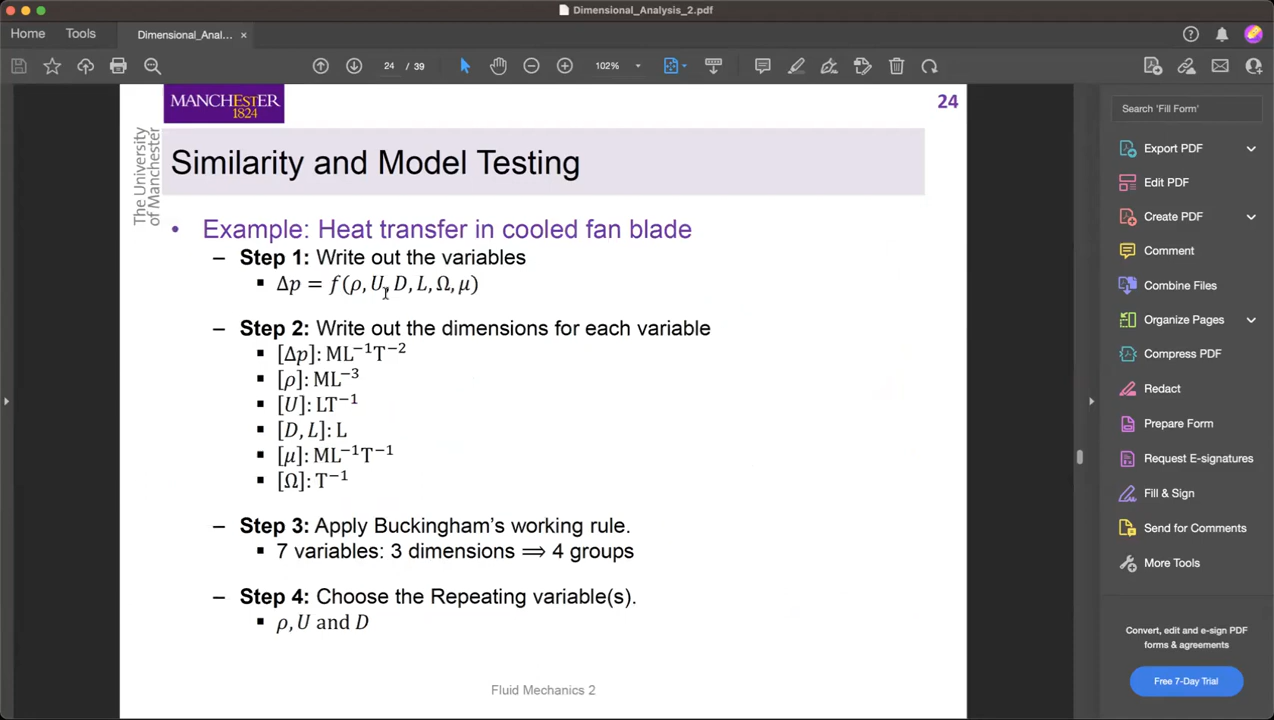 Dimensional_Analysis_2.pdf
Home Tools Dimensional_Anal... ×
24 / 39 102%
MANCHESTER
1824
The University
of Manchester
24
Similarity and Model Testing
• Example: Heat transfer in cooled fan blade
– Step 1: Write out the variables
▪ Δp = f(ρ, U, D, L, Ω, μ)
– Step 2: Write out the dimensions for each variable
▪ [Δp]: ML⁻¹T⁻²
▪ [ρ]: ML⁻³
▪ [U]: LT⁻¹
▪ [D, L]: L
▪ [μ]: ML⁻¹T⁻¹
▪ [Ω]: T⁻¹
– Step 3: Apply Buckingham’s working rule.
▪ 7 variables: 3 dimensions ⟹ 4 groups
– Step 4: Choose the Repeating variable(s).
▪ ρ, U and D
Fluid Mechanics 2
Search 'Fill Form'
Export PDF
Edit PDF
Create PDF
Comment
Combine Files
Organize Pages
Compress PDF
Redact
Prepare Form
Request E-signatures
Fill & Sign
Send for Comments
More Tools
Convert, edit and e-sign PDF
forms & agreements
Free 7-Day Trial